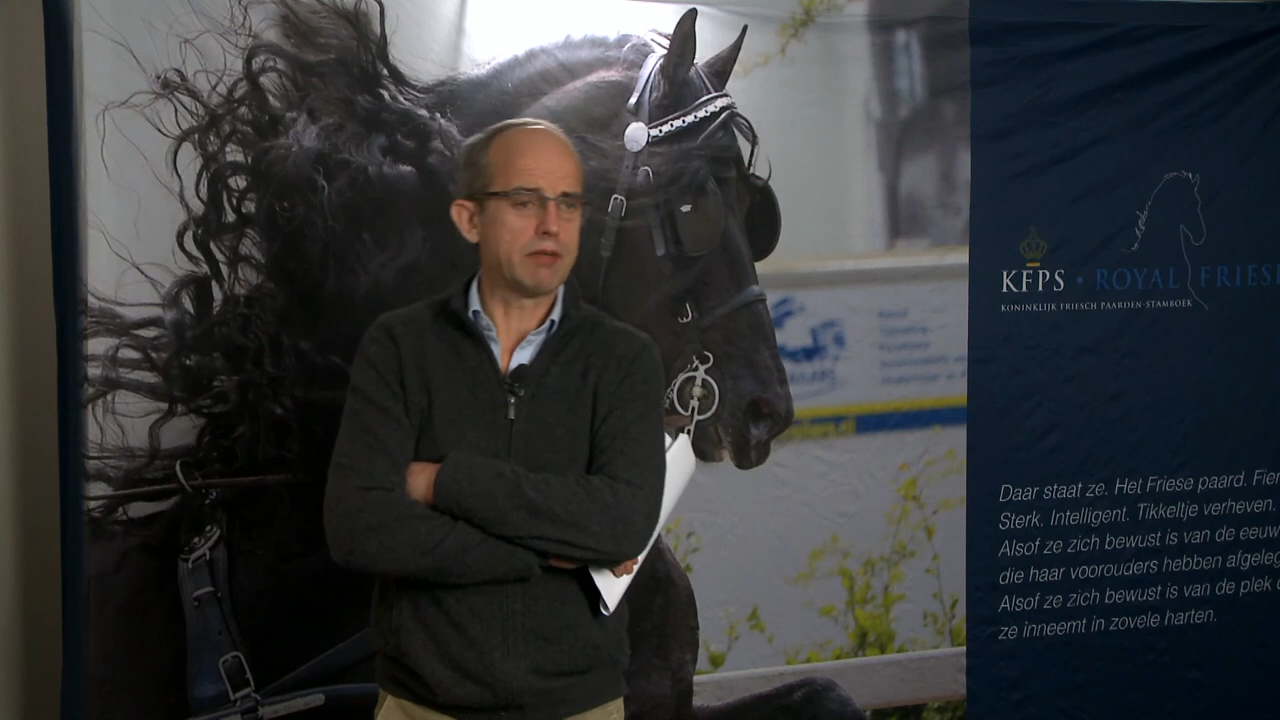 KFPS • ROYAL FRIES
KONINKLIJK FRIESCH PAARDEN-STAMBOEK
Daar staat ze. Het Friese paard. Fier
Sterk. Intelligent. Tikkeltje verheven.
Alsof ze zich bewust is van de eeuw
die haar voorouders hebben afgeleg
Alsof ze zich bewust is van de plek
ze inneemt in zovele harten.